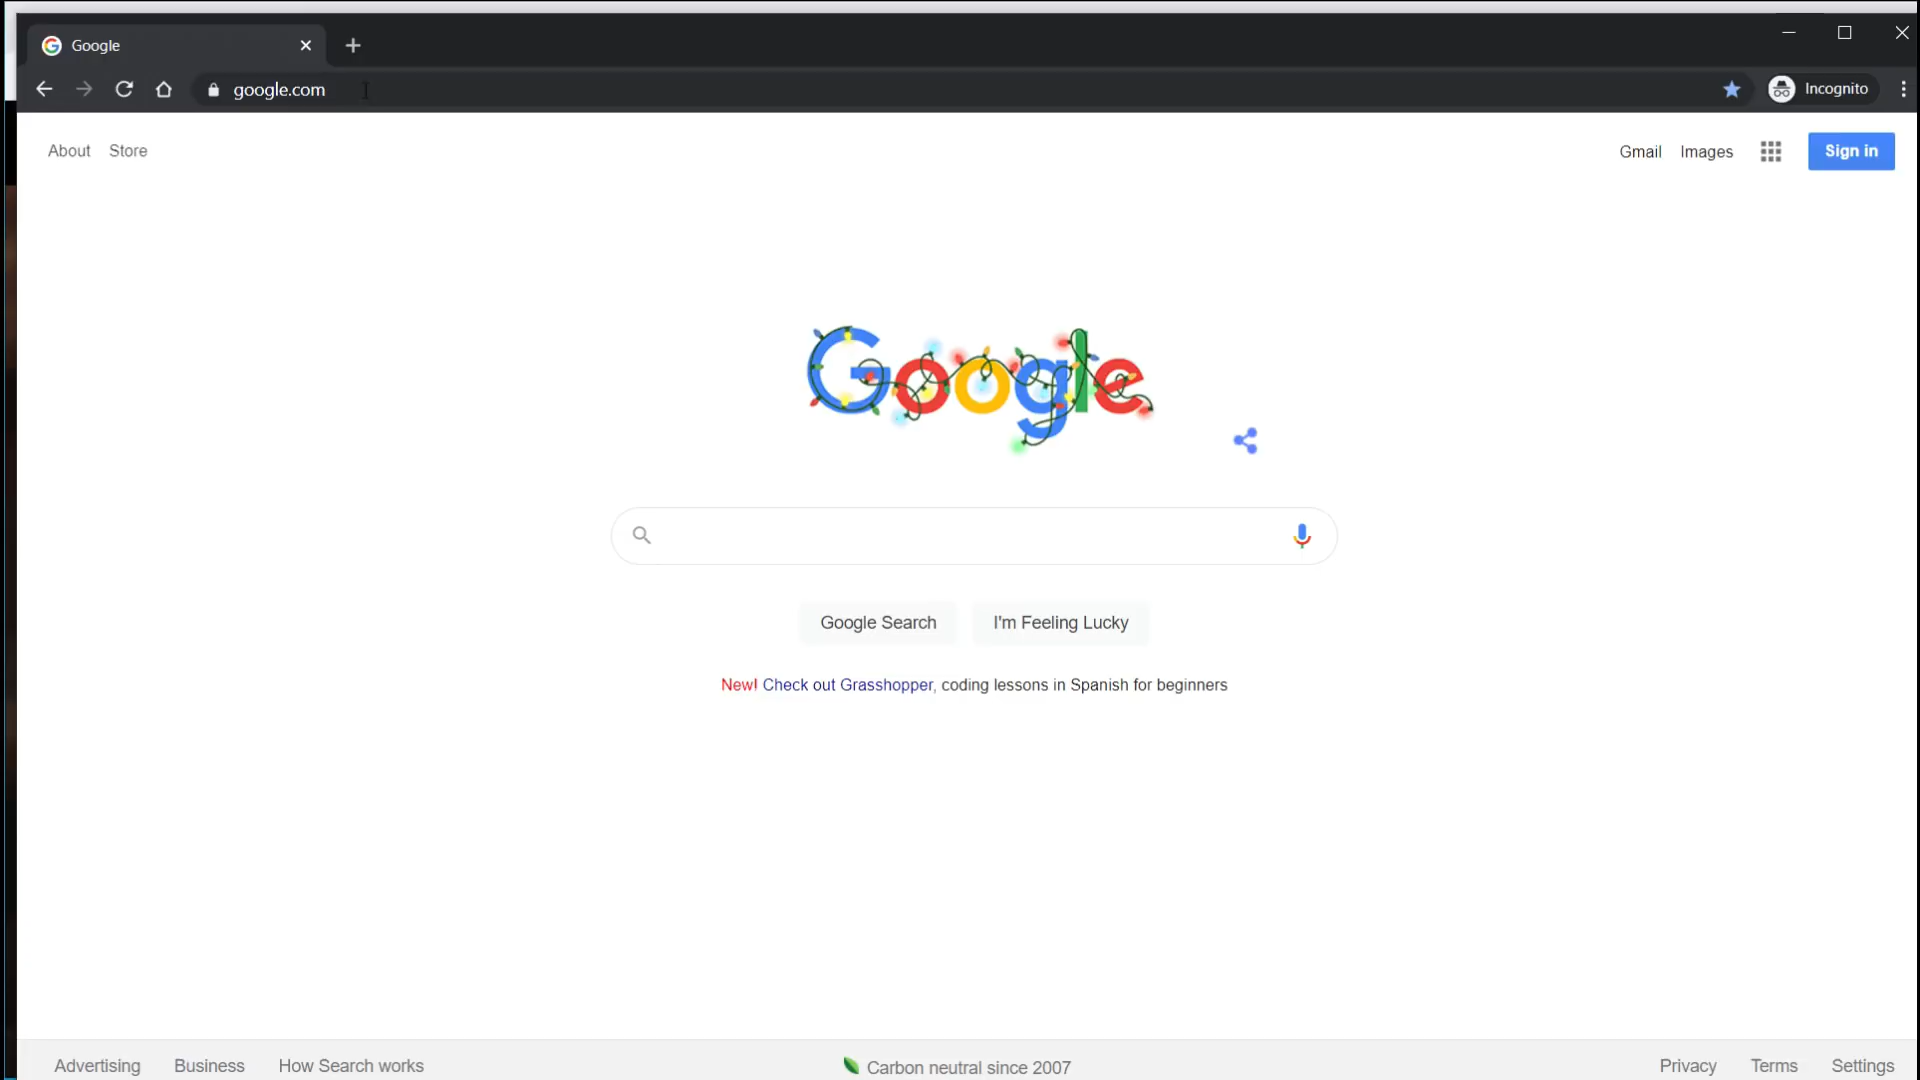 Google
google.com
Incognito
About Store
Gmail Images Sign in
Google
Google Search I'm Feeling Lucky
New! Check out Grasshopper, coding lessons in Spanish for beginners
Advertising Business How Search works Carbon neutral since 2007 Privacy Terms Settings